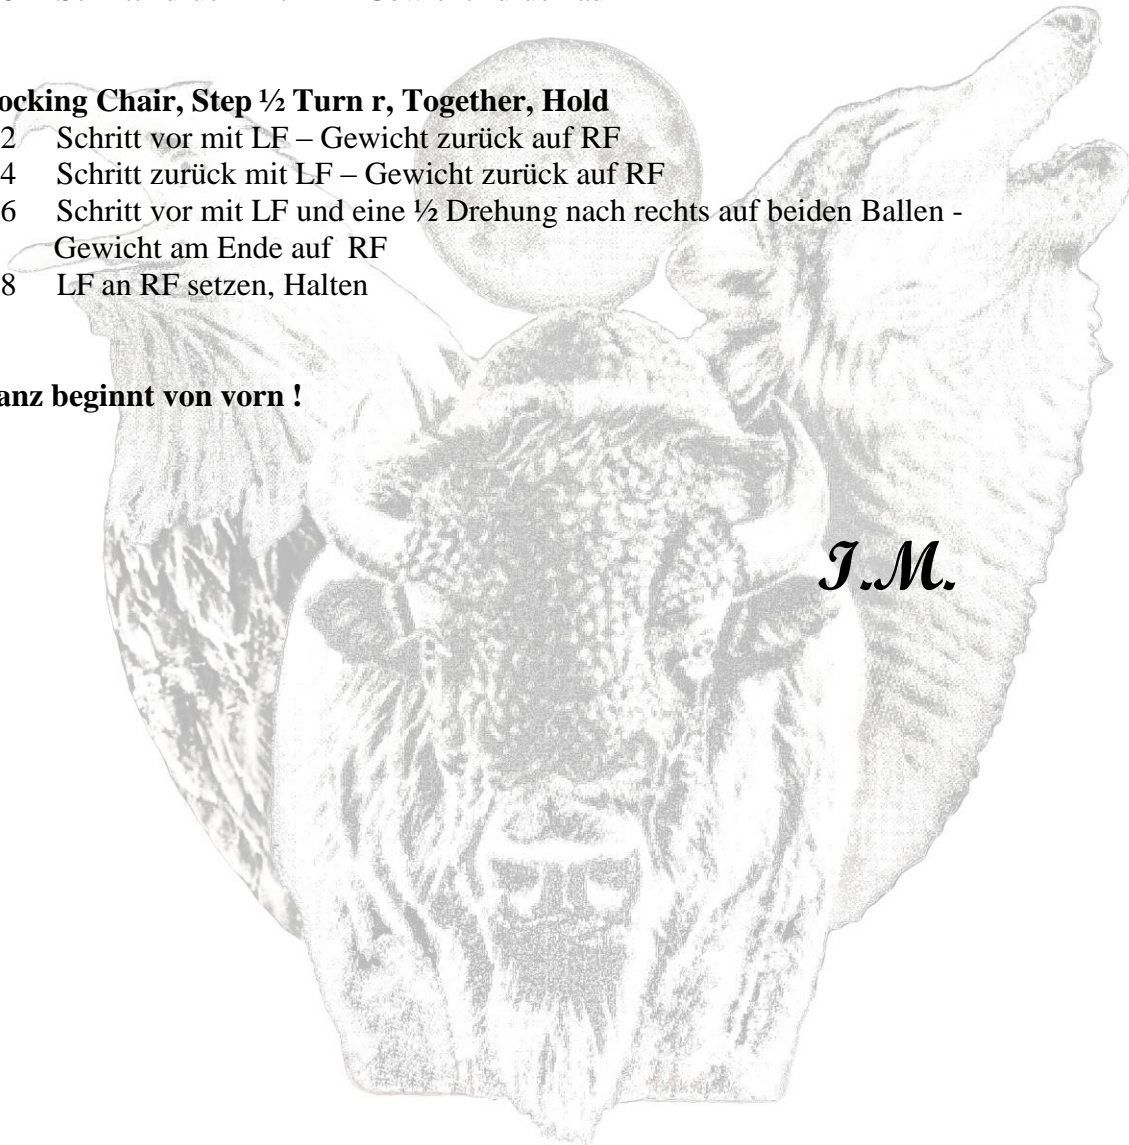 ocking Chair, Step ½ Turn r, Together, Hold
2 Schritt vor mit LF – Gewicht zurück auf RF
4 Schritt zurück mit LF – Gewicht zurück auf RF
6 Schritt vor mit LF und eine ½ Drehung nach rechts auf beiden Ballen -
Gewicht am Ende auf RF
8 LF an RF setzen, Halten
anz beginnt von vorn !
I.M.